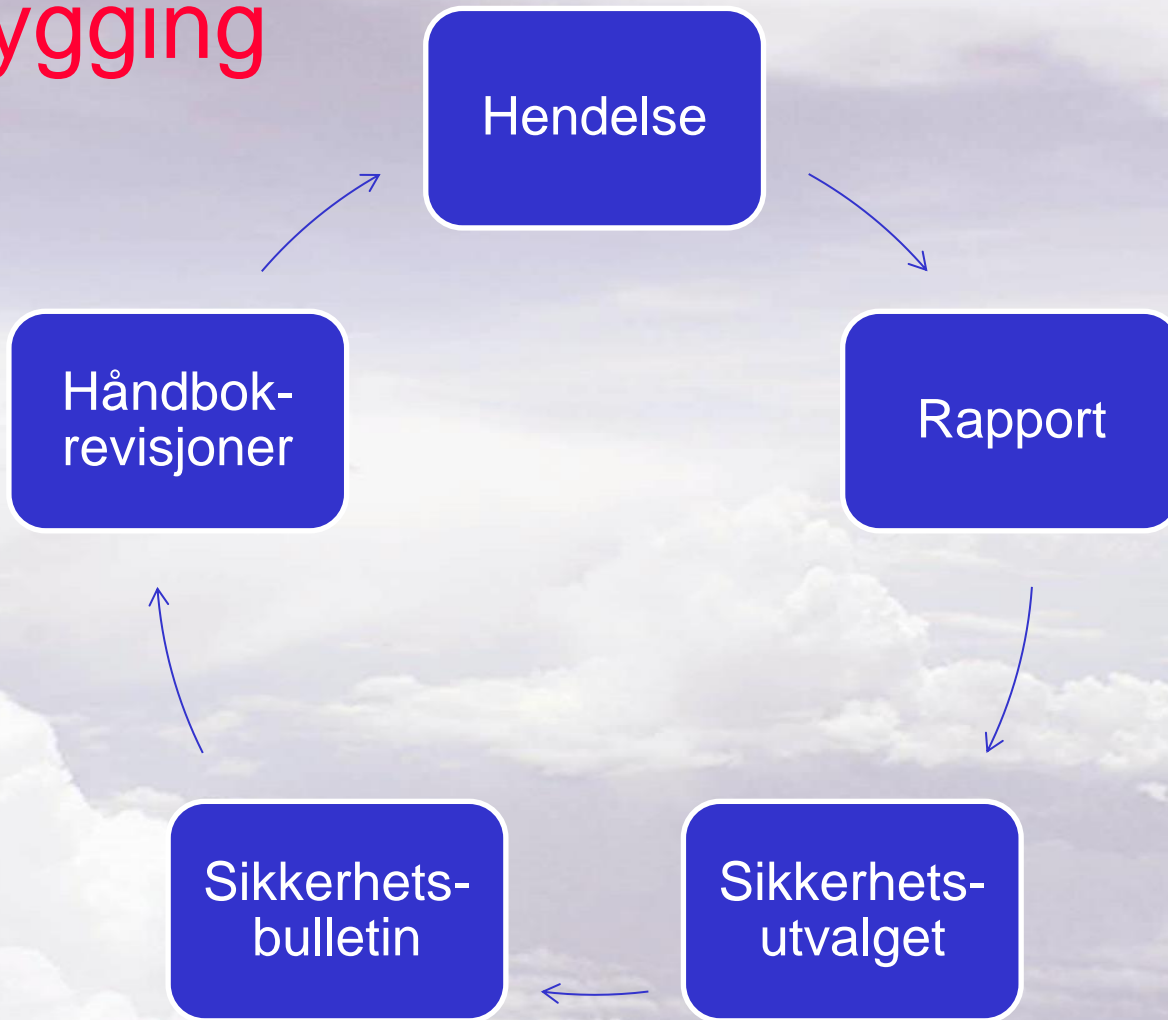 ygging
Hendelse
Rapport
Sikkerhets-
utvalget
Sikkerhets-
bulletin
Håndbok-
revisjoner